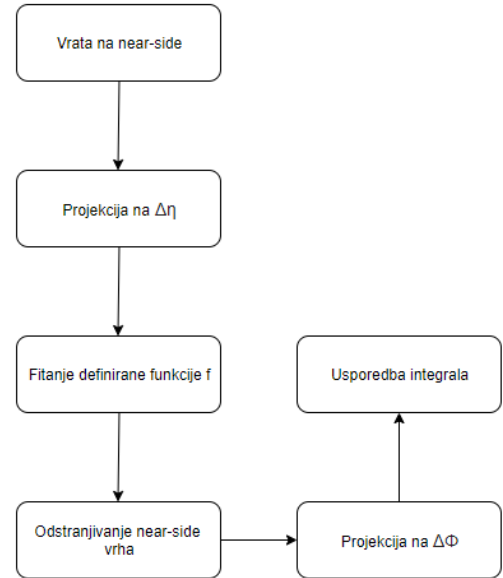 Vrata na near-side
Projekcija na Δη
Fitanje definirane funkcije f
Odstranjivanje near-side
vrha
Projekcija na ΔΦ
Usporedba integrala